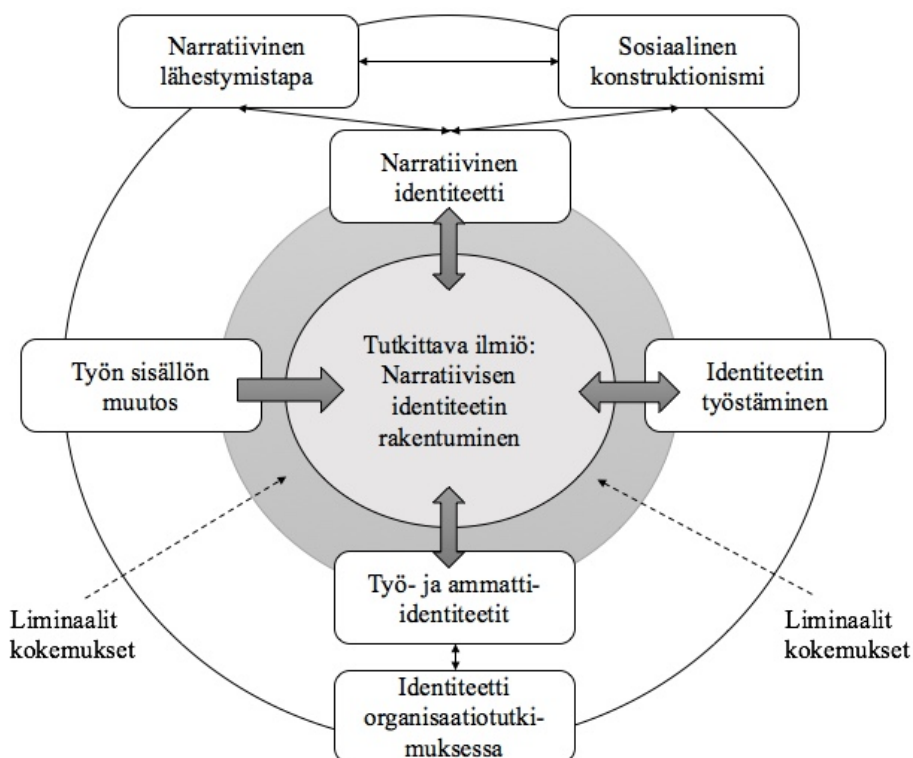 Narratiivinen
lähestymistapa
Sosiaalinen
konstruktionismi
Narratiivinen
identiteetti
Työn sisällön
muutos
Tutkittava ilmiö:
Narratiivisen
identiteetin
rakentuminen
Identiteetin
työstäminen
Työ- ja ammatti-
identiteetit
Liminaalit
kokemukset
Liminaalit
kokemukset
Identiteetti
organisaatiotutki-
muksessa